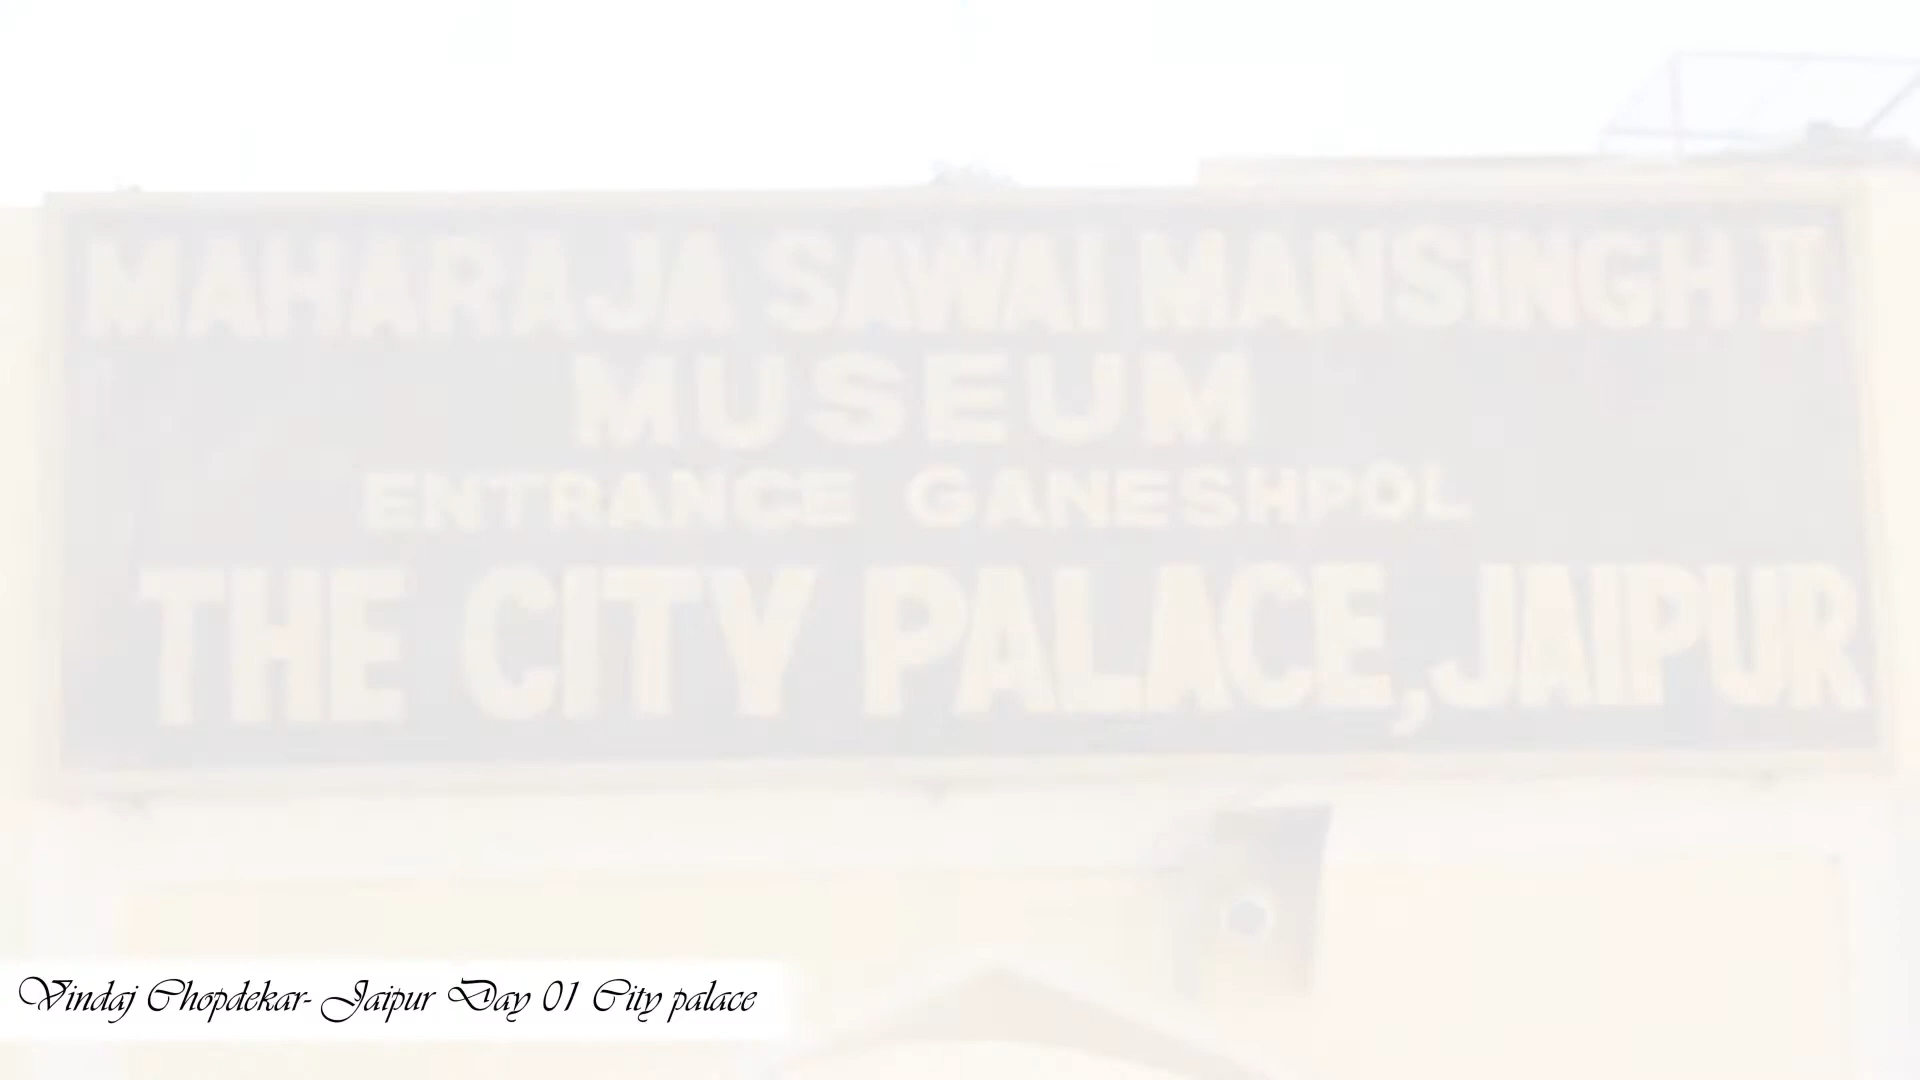 MAHARAJA SAWAI MANSINGH II
MUSEUM
ENTRANCE GANESHPOL
THE CITY PALACE, JAIPUR
Vindaj Chopdekar- Jaipur Day 01 City palace